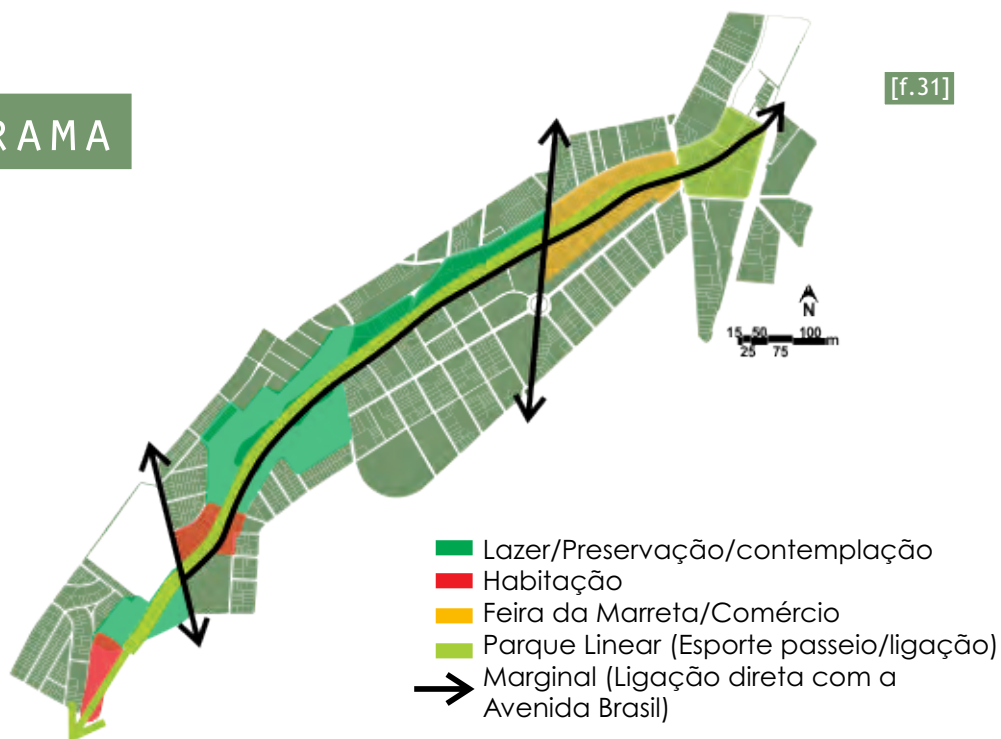 RAMA
[f.31]
N
15 50 100
m
25 75
Lazer/Preservação/contemplação
Habitação
Feira da Marreta/Comércio
Parque Linear (Esporte passeio/ligação)
Marginal (Ligação direta com a
Avenida Brasil)